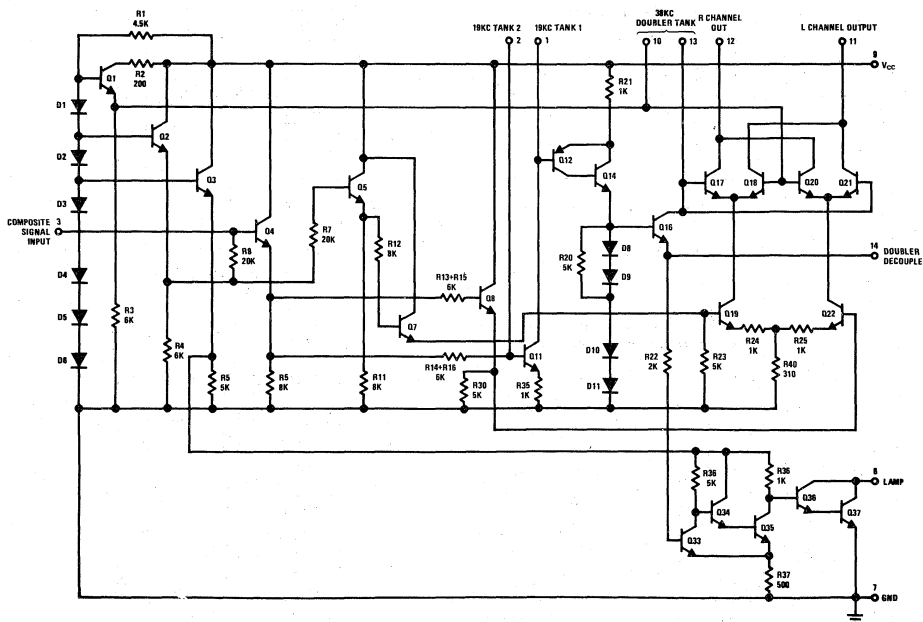 R1
4.5K
19KC TANK 2
2
19KC TANK 1
1
38KC
DOUBLER TANK
10
13
R CHANNEL
OUT
12
L CHANNEL OUTPUT
11
9
VCC
Q1
R2
200
R21
1K
D1
Q2
D2
Q3
Q5
Q12
Q14
Q17
Q18
Q20
Q21
D3
COMPOSITE
SIGNAL
INPUT
3
Q4
R7
20K
R12
8K
R8
20K
Q16
R20
5K
D8
D9
14
DOUBLER
DECOUPLE
D4
D5
D6
R3
6K
R4
6K
R13+R15
6K
Q8
Q7
Q11
R14+R16
6K
Q19
Q22
R24
1K
R25
1K
D10
D11
R22
2K
R23
5K
R40
310
R5
5K
R5
8K
R11
8K
R30
5K
R35
1K
R36
5K
R36
1K
Q34
Q36
8
LAMP
Q33
Q35
Q37
R37
500
7
GND